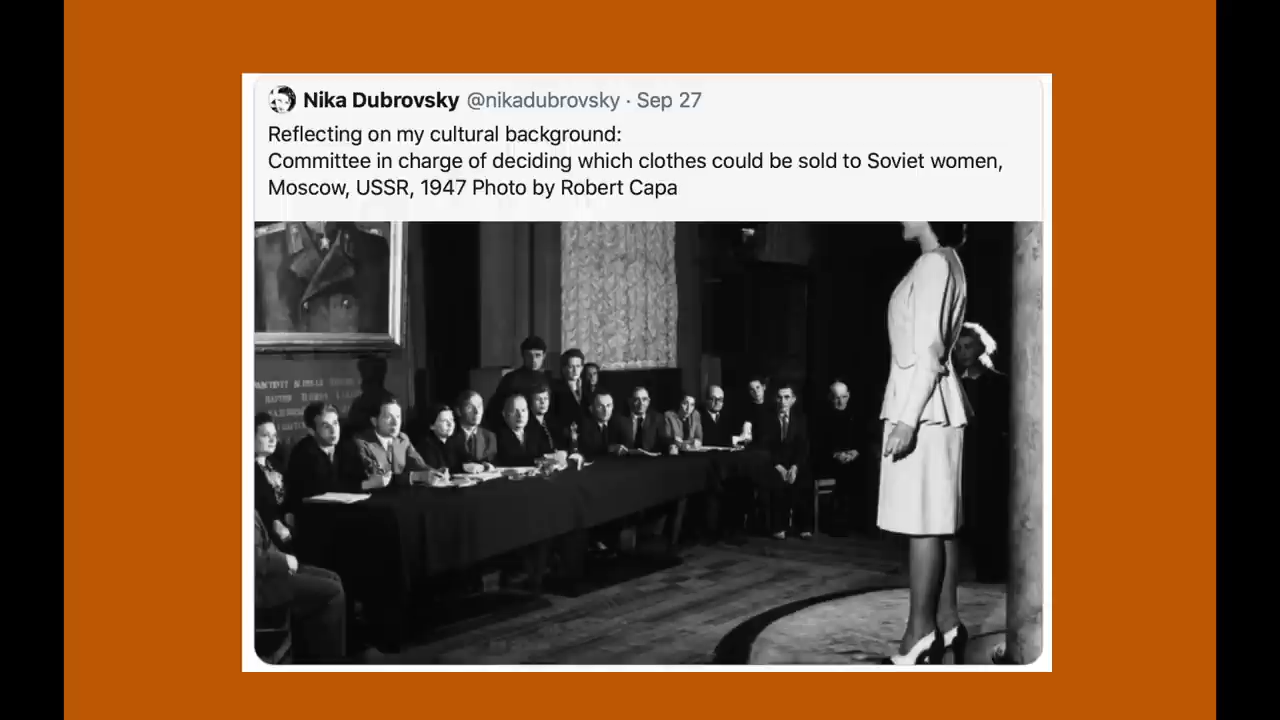 Nika Dubrovsky @nikadubrovsky · Sep 27
Reflecting on my cultural background:
Committee in charge of deciding which clothes could be sold to Soviet women,
Moscow, USSR, 1947 Photo by Robert Capa